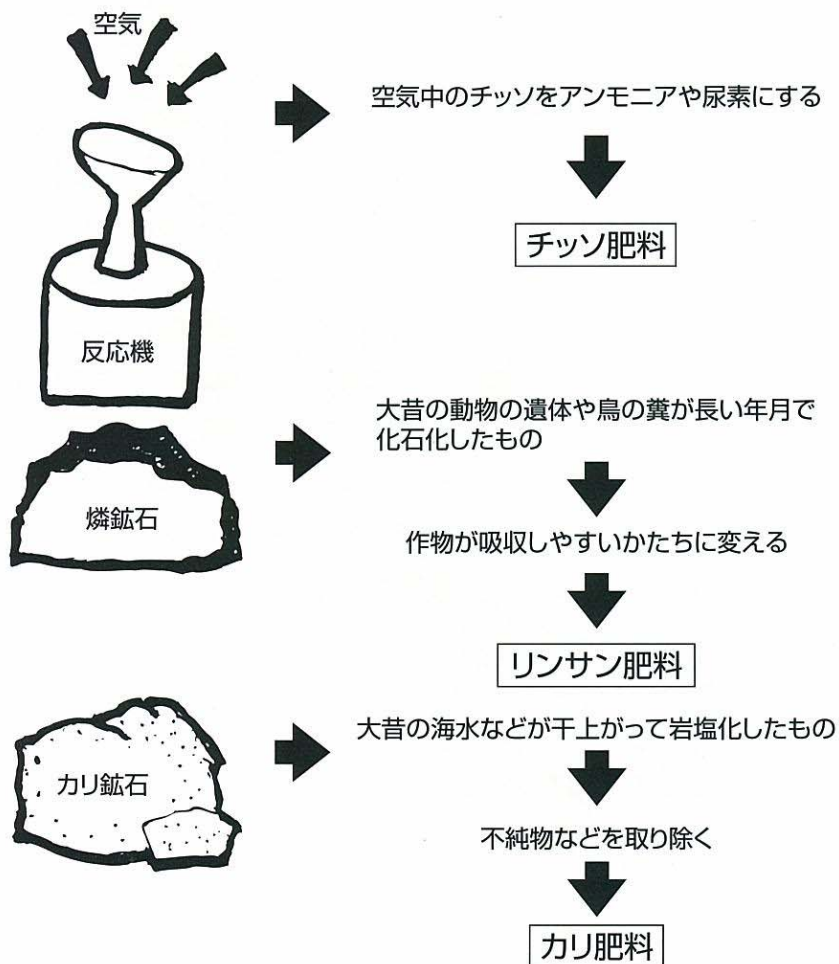 空気
空気中のチッソをアンモニアや尿素にする
チッソ肥料
反応機
大昔の動物の遺体や鳥の糞が長い年月で
化石化したもの
燐鉱石
作物が吸収しやすいかたちに変える
リンサン肥料
大昔の海水などが干上がって岩塩化したもの
カリ鉱石
不純物などを取り除く
カリ肥料